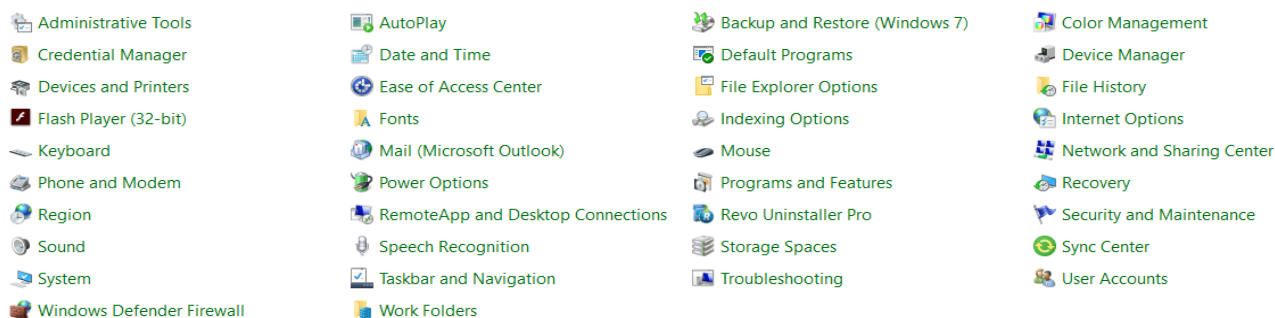 Administrative Tools
AutoPlay
Backup and Restore (Windows 7)
Color Management
Credential Manager
Date and Time
Default Programs
Device Manager
Devices and Printers
Ease of Access Center
File Explorer Options
File History
Flash Player (32-bit)
Fonts
Indexing Options
Internet Options
Keyboard
Mail (Microsoft Outlook)
Mouse
Network and Sharing Center
Phone and Modem
Power Options
Programs and Features
Recovery
Region
RemoteApp and Desktop Connections
Revo Uninstaller Pro
Security and Maintenance
Sound
Speech Recognition
Storage Spaces
Sync Center
System
Taskbar and Navigation
Troubleshooting
User Accounts
Windows Defender Firewall
Work Folders